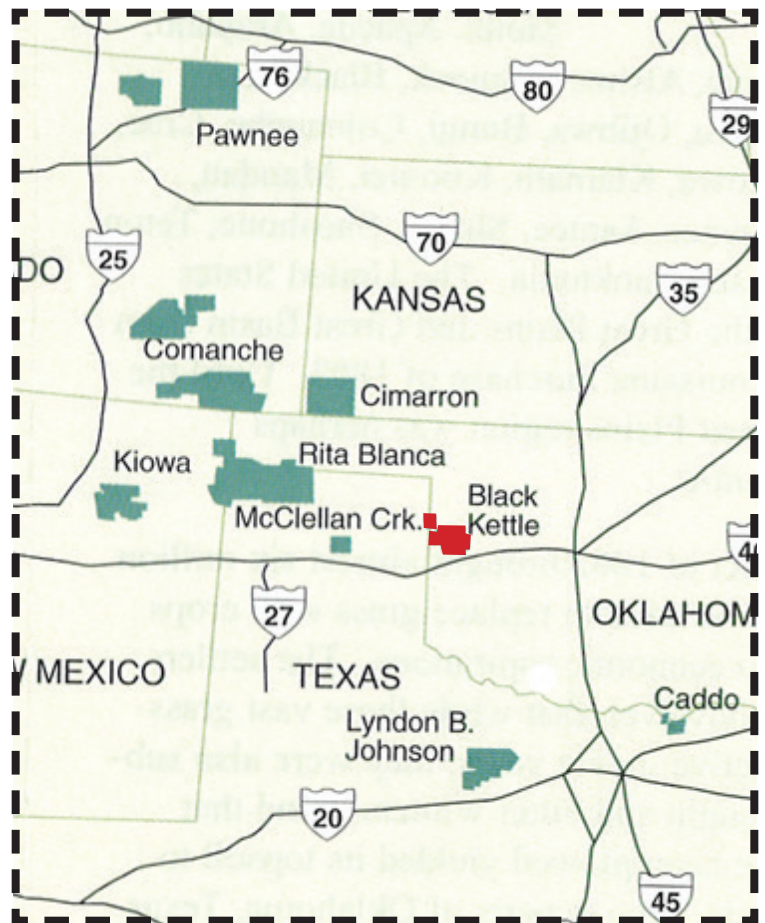 76
80
29
Pawnee
70
25
DO
35
KANSAS
Comanche
Cimarron
Kiowa
Rita Blanca
Black
Kettle
McClellan Crk.
4
27
OKLAHOM
MEXICO
TEXAS
Caddo
Lyndon B.
Johnson
20
45